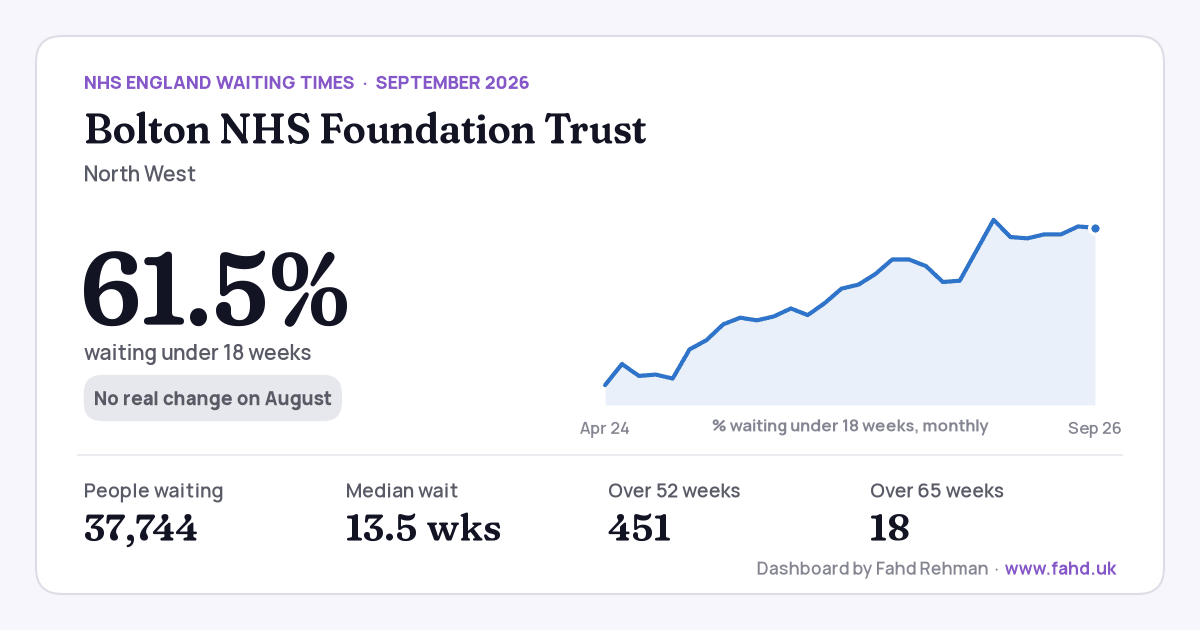 NHS ENGLAND WAITING TIMES · SEPTEMBER 2026
Bolton NHS Foundation Trust
North West
61.5%
waiting under 18 weeks
No real change on August
Apr 24
% waiting under 18 weeks, monthly
Sep 26
People waiting
37,744
Median wait
13.5 wks
Over 52 weeks
451
Over 65 weeks
18
Dashboard by Fahd Rehman · www.fahd.uk